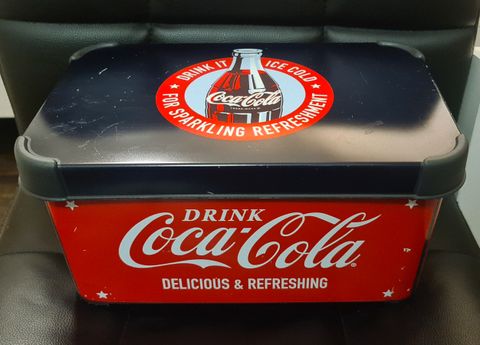 DRINK IT ICE COLD
Coca-Cola
FOR SPARKLING REFRESHMENT
DRINK
Coca-Cola®
DELICIOUS & REFRESHING